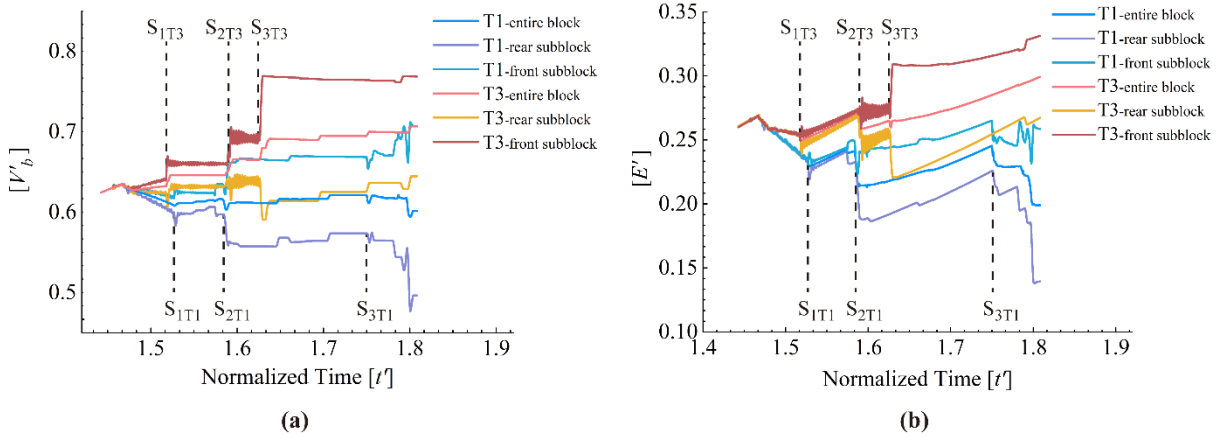 S1T3 S2T3 S3T3
T1-entire block
T1-rear subblock
T1-front subblock
T3-entire block
T3-rear subblock
T3-front subblock
0.8
0.7
0.6
0.5
[V'b]
S1T1 S2T1 S3T1
1.5 1.6 1.7 1.8 1.9
Normalized Time [t']
(a)
S1T3 S2T3 S3T3
T1-entire block
T1-rear subblock
T1-front subblock
T3-entire block
T3-rear subblock
T3-front subblock
0.35
0.30
0.25
0.20
0.15
0.10
[E']
S1T1 S2T1 S3T1
1.4 1.5 1.6 1.7 1.8 1.9
Normalized Time [t']
(b)